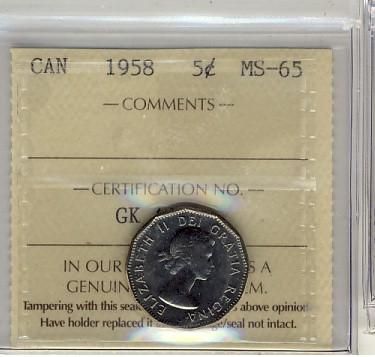 CAN 1958 5¢ MS-65
— COMMENTS —
— CERTIFICATION NO. —
GK
ELIZABETH II DEI GRATIA REGINA
IN OUR A
GENUIN M.
Tampering with this seal above opinion
Have holder replaced if seal not intact.